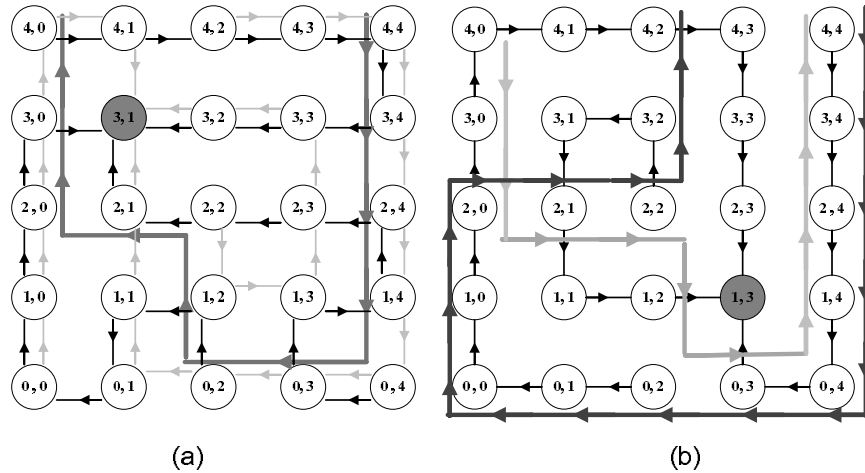 4,0 4,1 4,2 4,3 4,4 4,0 4,1 4,2 4,3 4,4
3,0 3,1 3,2 3,3 3,4 3,0 3,1 3,2 3,3 3,4
2,0 2,1 2,2 2,3 2,4 2,0 2,1 2,2 2,3 2,4
1,0 1,1 1,2 1,3 1,4 1,0 1,1 1,2 1,3 1,4
0,0 0,1 0,2 0,3 0,4 0,0 0,1 0,2 0,3 0,4
(a) (b)